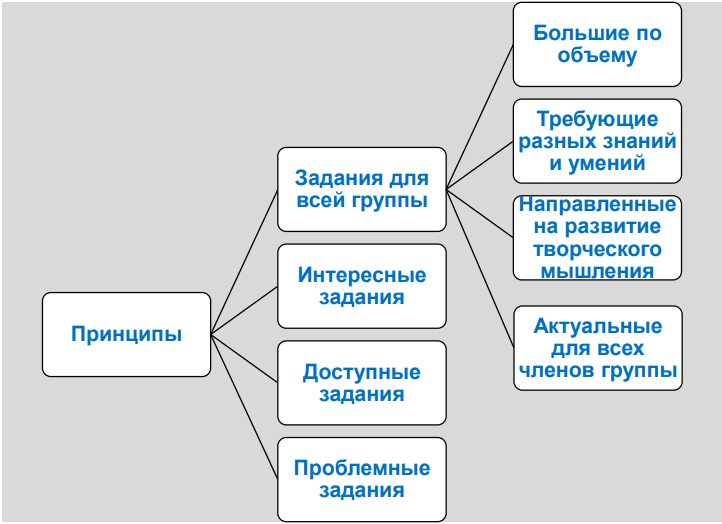 Принципы
Задания для
всей группы
Интересные
задания
Доступные
задания
Проблемные
задания
Большие по
объему
Требующие
разных знаний
и умений
Направленные
на развитие
творческого
мышления
Актуальные
для всех
членов группы